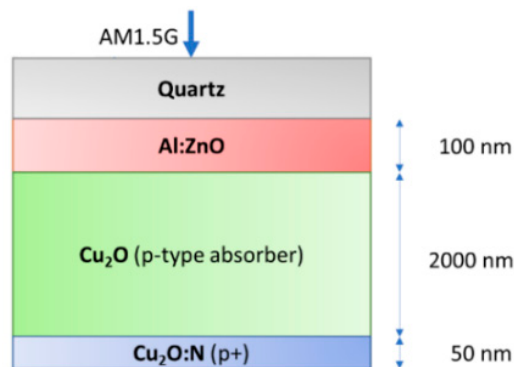 AM1.5G
Quartz
Al:ZnO
100 nm
Cu₂O (p-type absorber)
2000 nm
Cu₂O:N (p+)
50 nm